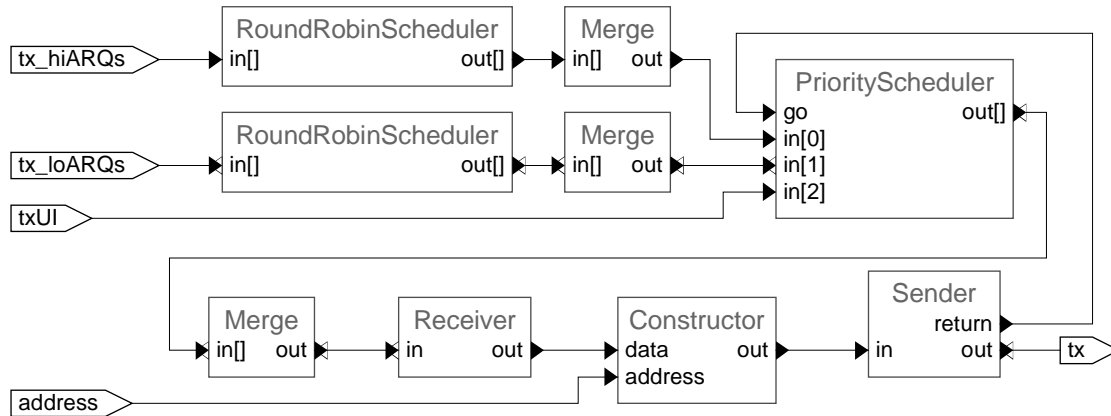 RoundRobinScheduler
Merge
tx_hiARQs
in[]
out[]
in[]
out
PriorityScheduler
go
out[]
in[0]
in[1]
in[2]
RoundRobinScheduler
Merge
tx_loARQs
in[]
out[]
in[]
out
txUI
Sender
return
in
out
tx
Merge
in[]
out
Receiver
in
out
Constructor
data
out
address
address